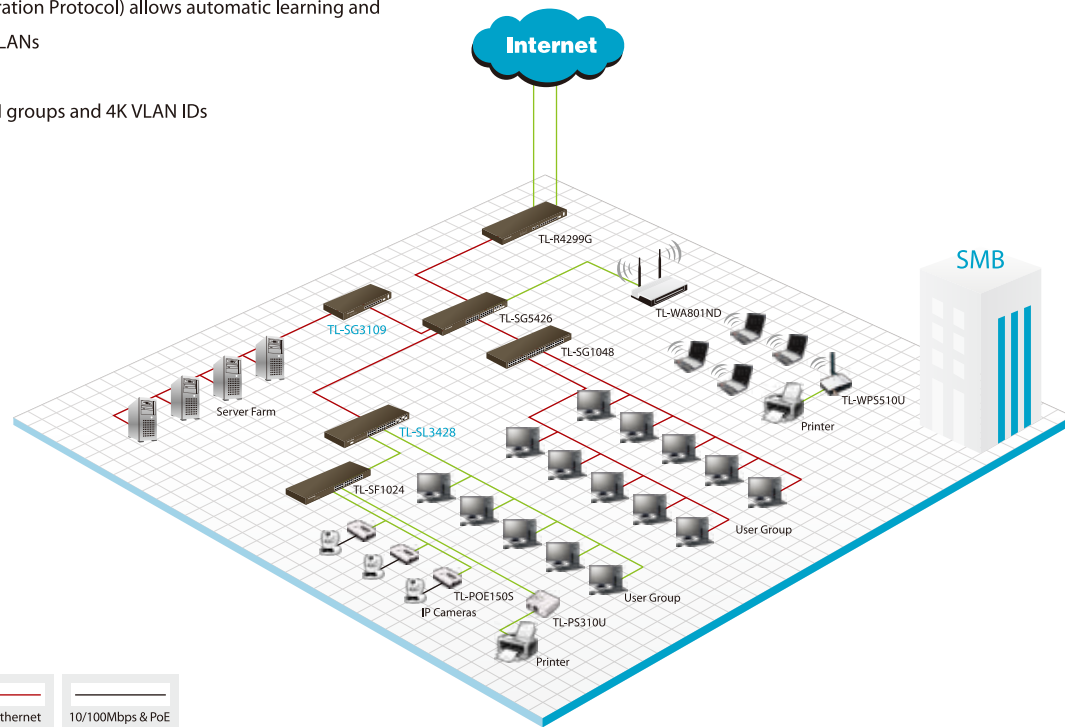 ration Protocol) allows automatic learning and
LANs
groups and 4K VLAN IDs
Internet
TL-R4299G
SMB
TL-WA801ND
TL-SG5426
TL-SG3109
TL-SG1048
TL-WPS510U
Server Farm
Printer
TL-SL3428
TL-SF1024
User Group
TL-POE150S
User Group
IP Cameras
TL-PS310U
Printer
thernet
10/100Mbps & PoE